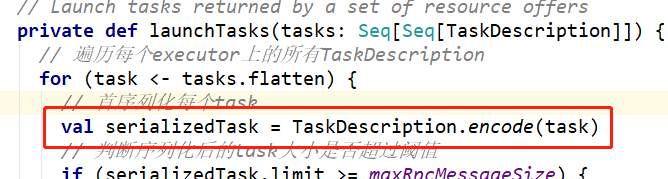 // Launch tasks returned by a set of resource offers
private def launchTasks(tasks: Seq[Seq[TaskDescription]]) {
// 遍历每个executor上的所有TaskDescription
for (task <- tasks.flatten) {
// 首序列化每个task
val serializedTask = TaskDescription.encode(task)
// 判断序列化后的task大小是否超过阈值
if (serializedTask.limit >= maxRpcMessageSize) {